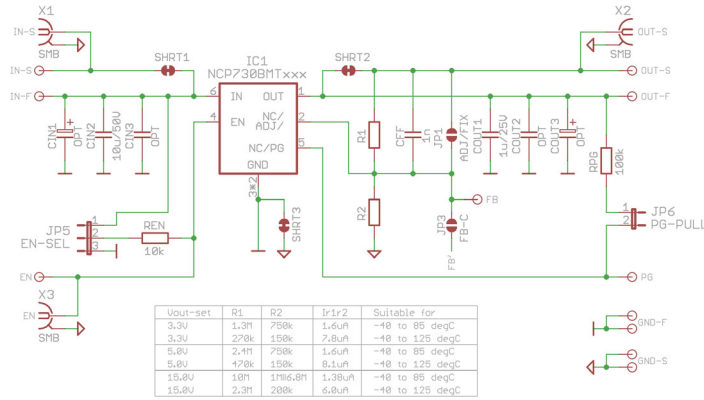 X1
X2
IN-S
OUT-S
SMB
SMB
SHRT1
IC1
SHRT2
NCP730BMTxxx
IN-S
OUT-S
IN-F
6
IN
OUT
1
OUT-F
4
EN
NC/
ADJ/
2
NC/PG
5
GND
3*2
CIN1
OPT
CIN2
10u/50V
CIN3
OPT
R1
CFF
1n
JP1
ADJ/FIX
COUT1
1u/25V
COUT2
OPT
COUT3
OPT
RPG
100k
R2
FB
JP3
FB-C
FB'
SHRT3
JP5
EN-SEL
1
2
3
REN
10k
1
2
JP6
PG-PULL
EN
PG
X3
EN
SMB
GND-F
GND-S
Vout-set R1 R2 Ir1r2 Suitable for
3.3V 1.3M 750k 1.6uA -40 to 85 degC
3.3V 270k 150k 7.8uA -40 to 125 degC
5.0V 2.4M 750k 1.6uA -40 to 85 degC
5.0V 470k 150k 8.1uA -40 to 125 degC
15.0V 10M 1M||6.8M 1.38uA -40 to 85 degC
15.0V 2.3M 200k 6.0uA -40 to 125 degC